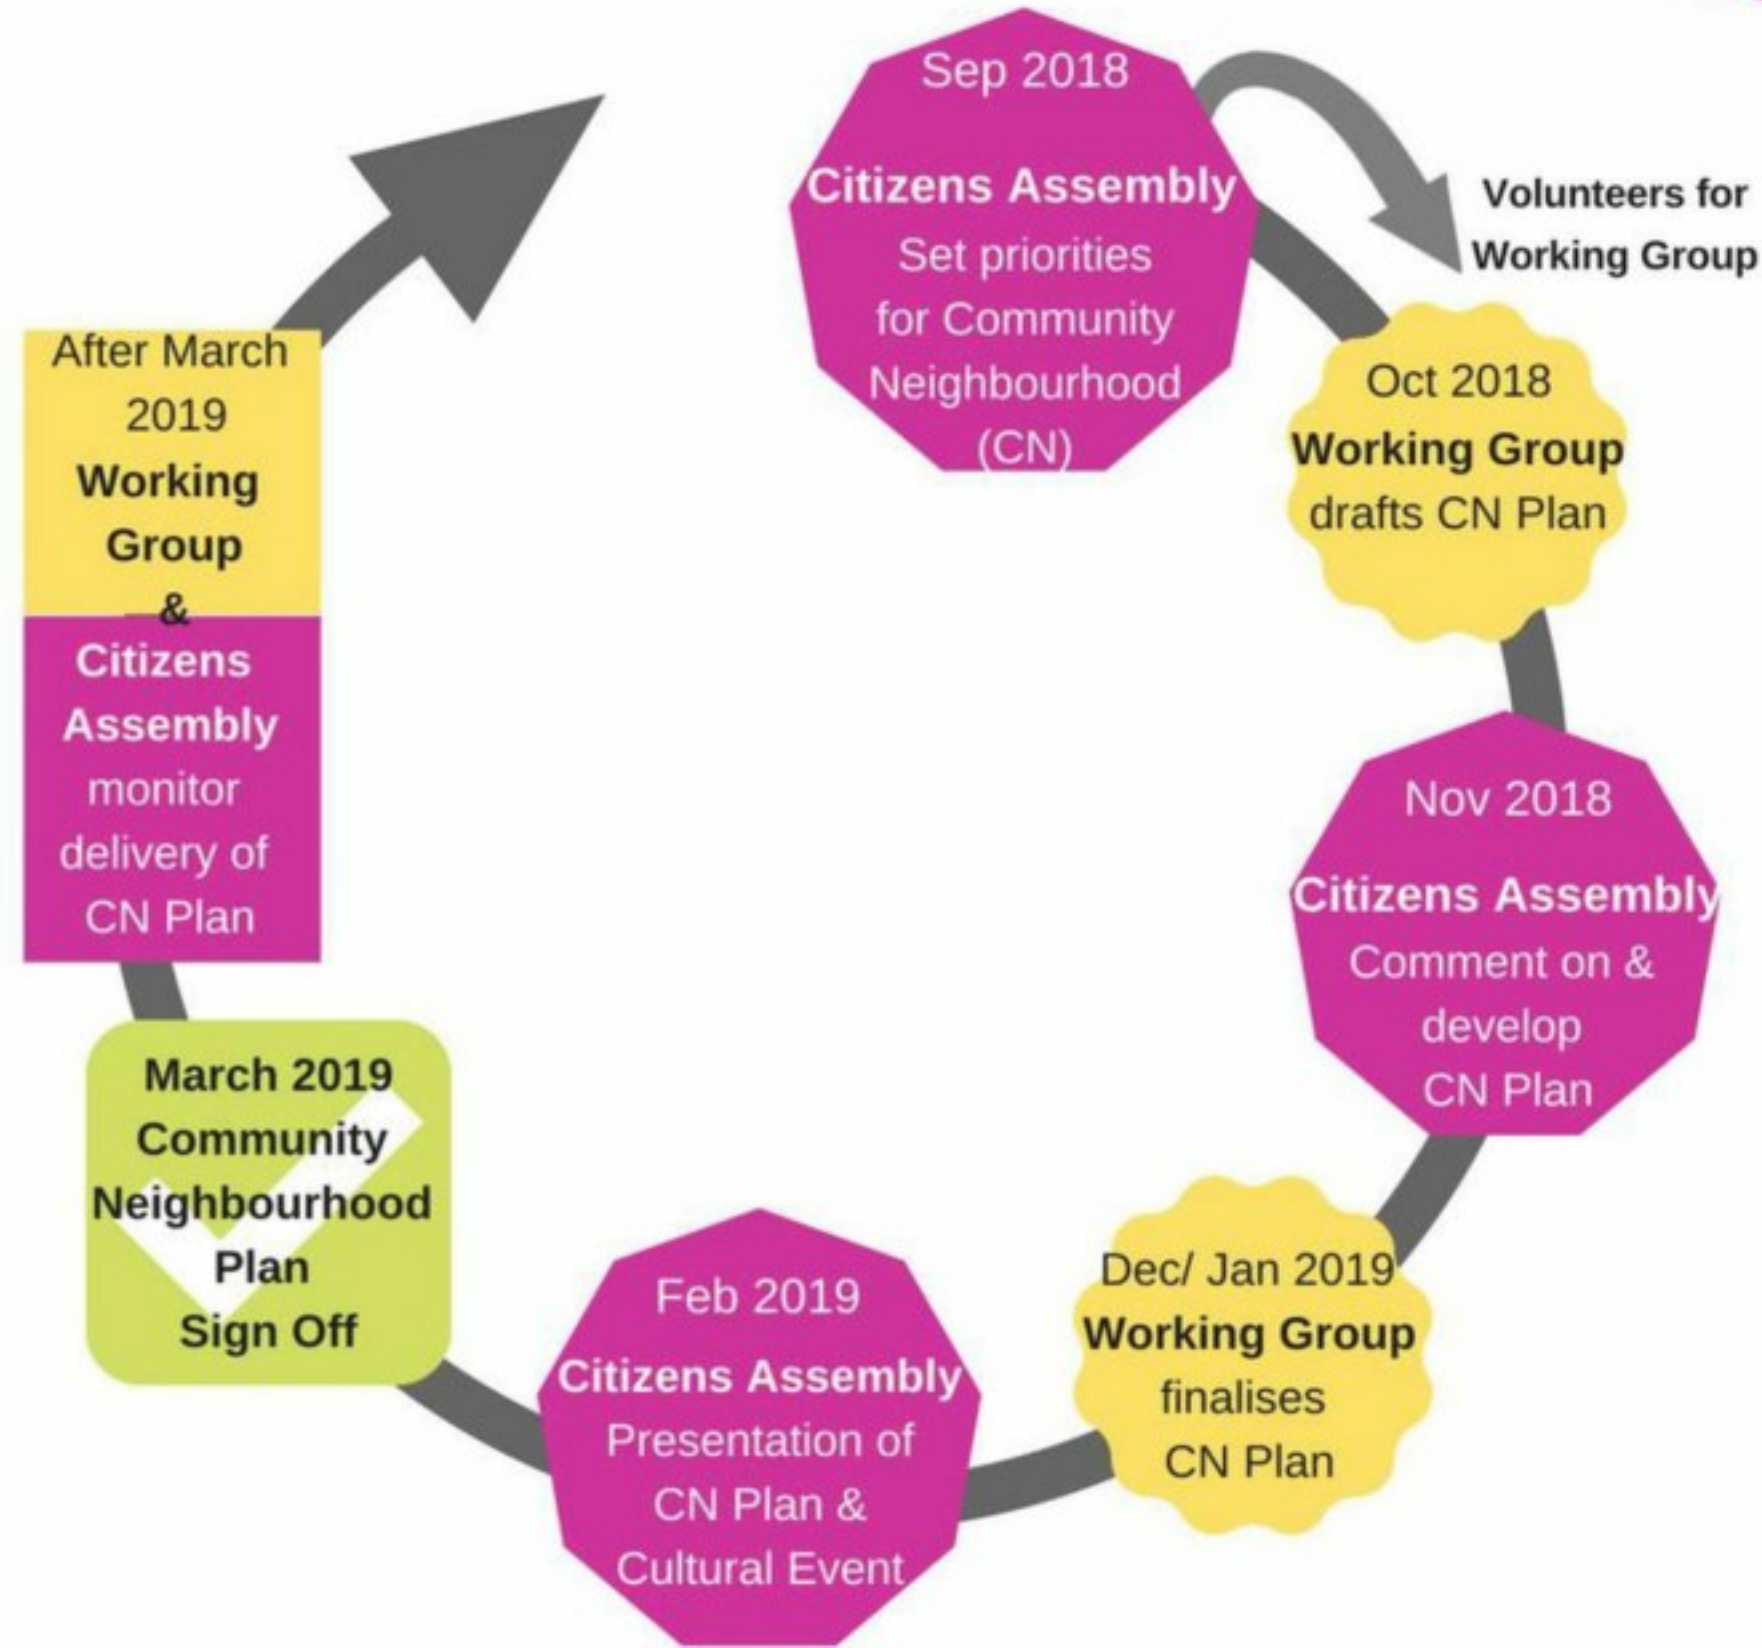 Sep 2018
Citizens Assembly
Set priorities
for Community
Neighbourhood
(CN)
Volunteers for
Working Group
Oct 2018
Working Group
drafts CN Plan
Nov 2018
Citizens Assembly
Comment on &
develop
CN Plan
Dec/ Jan 2019
Working Group
finalises
CN Plan
Feb 2019
Citizens Assembly
Presentation of
CN Plan &
Cultural Event
March 2019
Community
Neighbourhood
Plan
Sign Off
After March
2019
Working
Group
&
Citizens
Assembly
monitor
delivery of
CN Plan